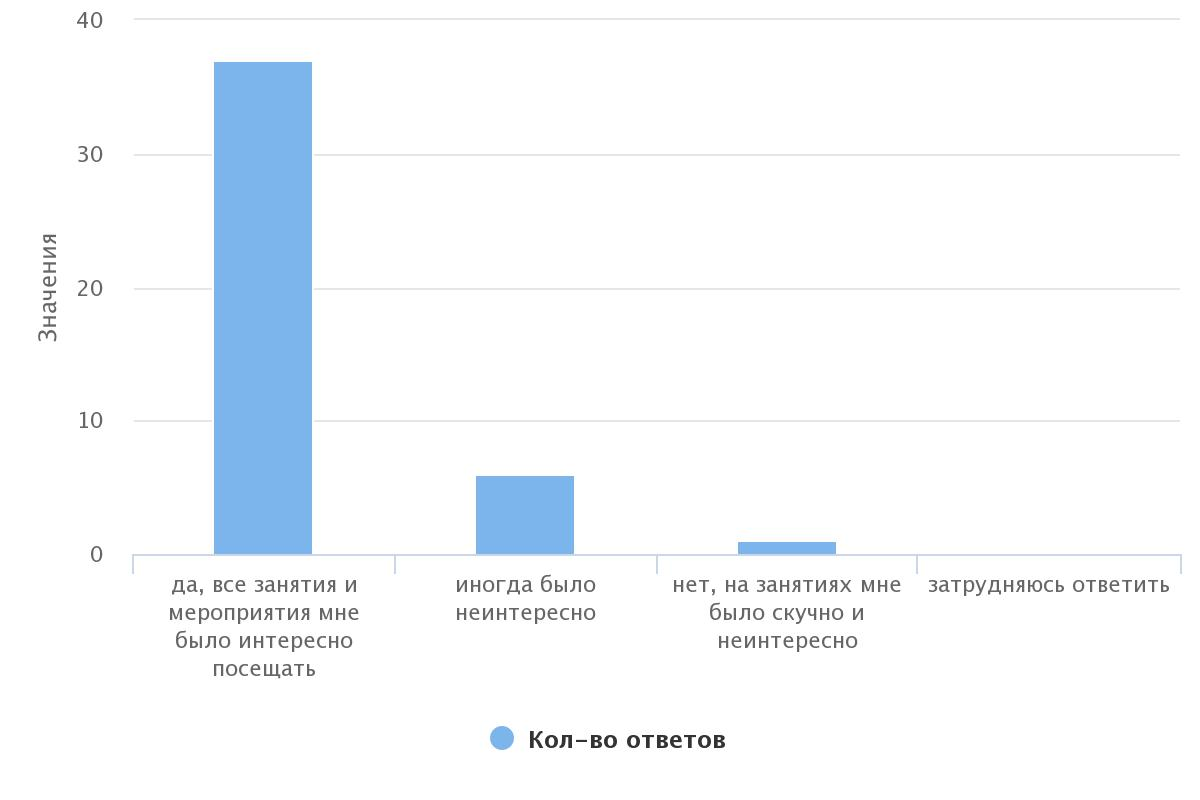 40
30
20
10
0
Значения
да, все занятия и
мероприятия мне
было интересно
посещать
иногда было
неинтересно
нет, на занятиях мне
было скучно и
неинтересно
затрудняюсь ответить
Кол-во ответов